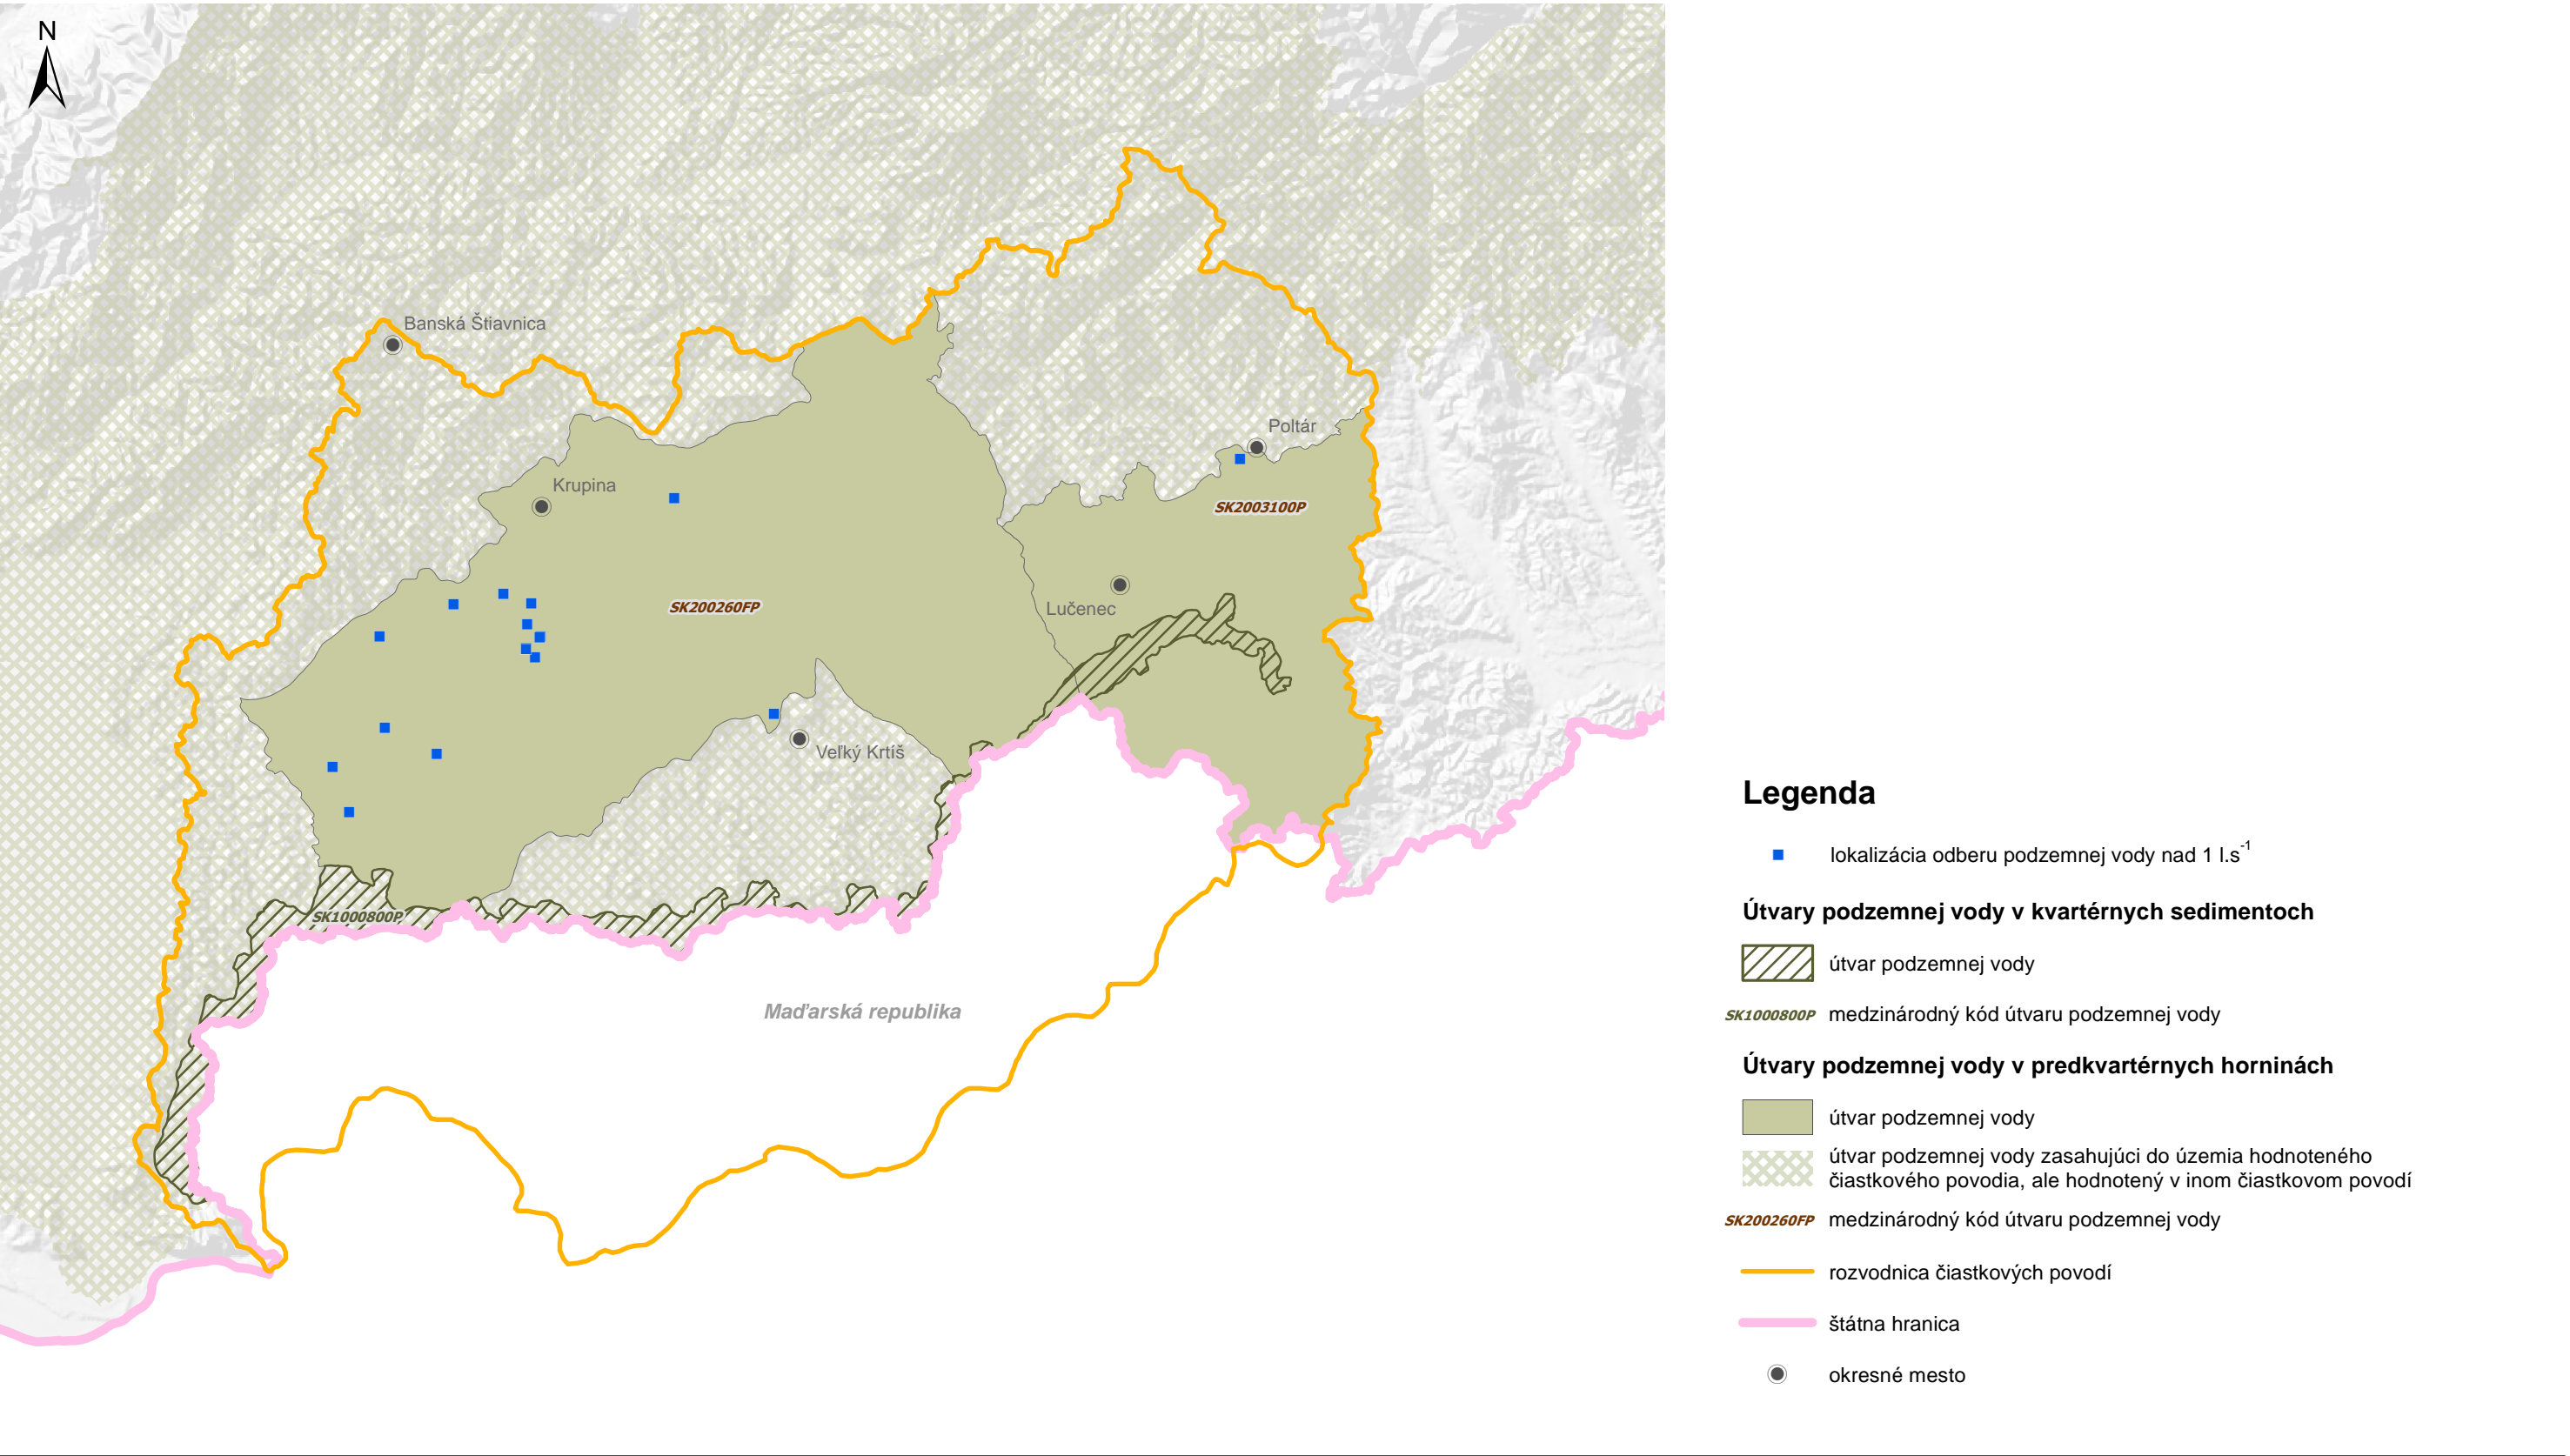 N
Banská Štiavnica
Poltár
Krupina
SK2003100P
SK200260FP
Lučenec
Veľký Krtíš
SK1000800P
Maďarská republika
Legenda
lokalizácia odberu podzemnej vody nad 1 l.s-1
Útvary podzemnej vody v kvartérnych sedimentoch
útvar podzemnej vody
SK1000800P medzinárodný kód útvaru podzemnej vody
Útvary podzemnej vody v predkvartérnych horninách
útvar podzemnej vody
útvar podzemnej vody zasahujúci do územia hodnoteného
čiastkového povodia, ale hodnotený v inom čiastkovom povodí
SK200260FP medzinárodný kód útvaru podzemnej vody
rozvodnica čiastkových povodí
štátna hranica
okresné mesto